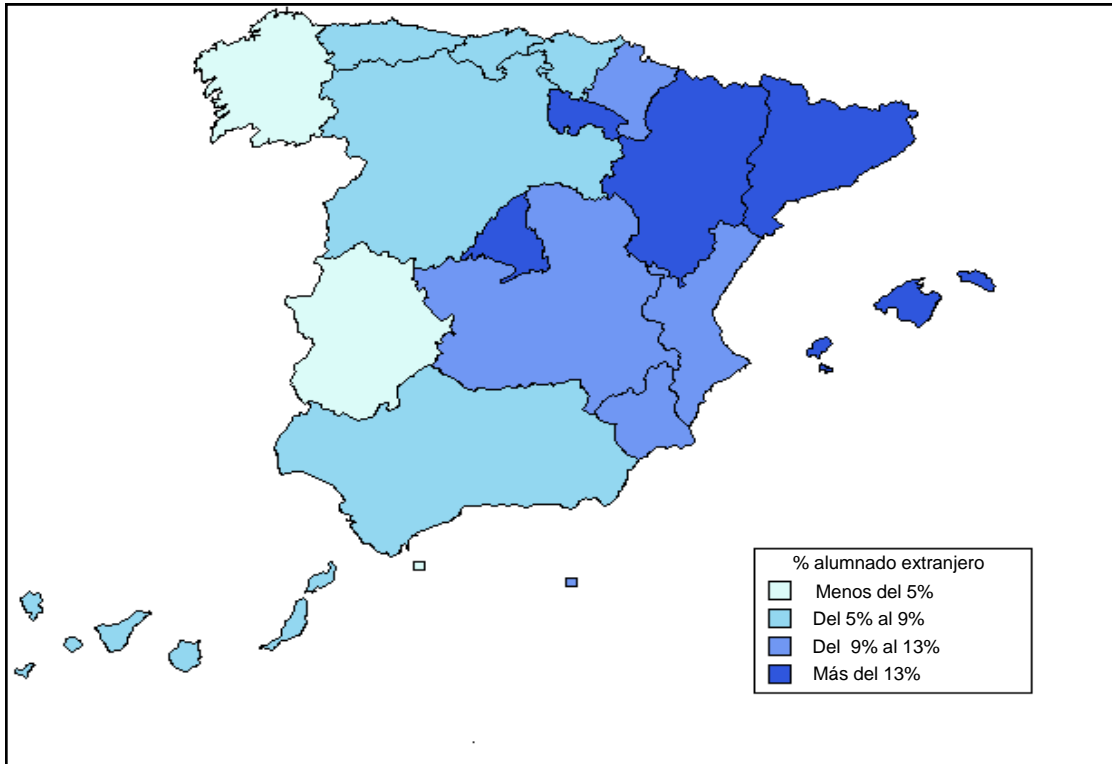 % alumnado extranjero
Menos del 5%
Del 5% al 9%
Del 9% al 13%
Más del 13%